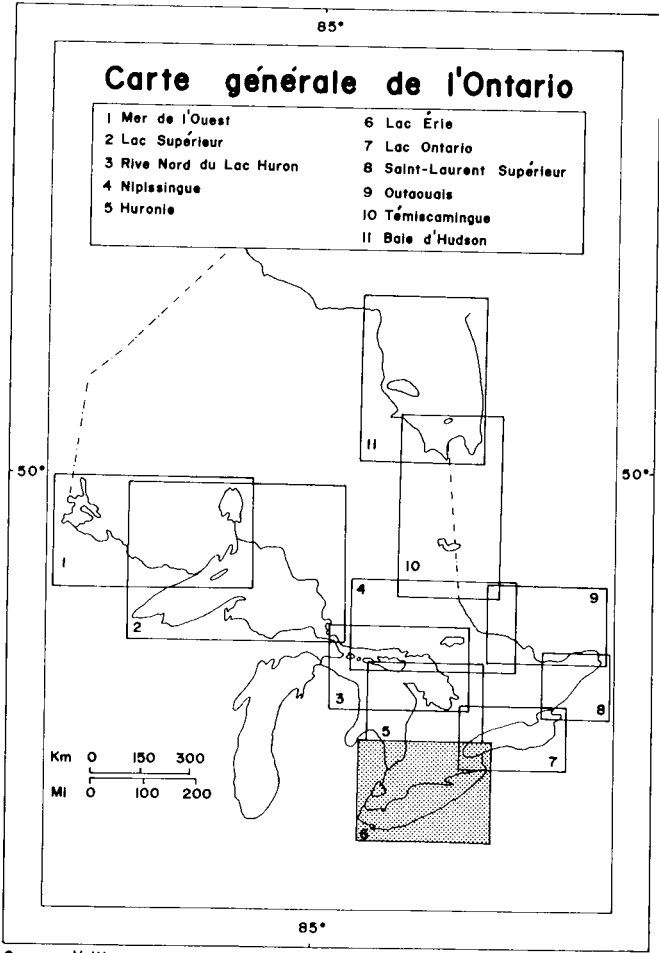 85°
Carte générale de l'Ontario
1 Mer de l'Ouest
2 Lac Supérieur
3 Rive Nord du Lac Huron
4 Nipissingue
5 Huronie
6 Lac Érie
7 Lac Ontario
8 Saint-Laurent Supérieur
9 Outaouais
10 Témiscamingue
11 Baie d'Hudson
11
50°
50°
1
10
4
9
2
3
8
5
7
Km 0 150 300
MI 0 100 200
6
85°